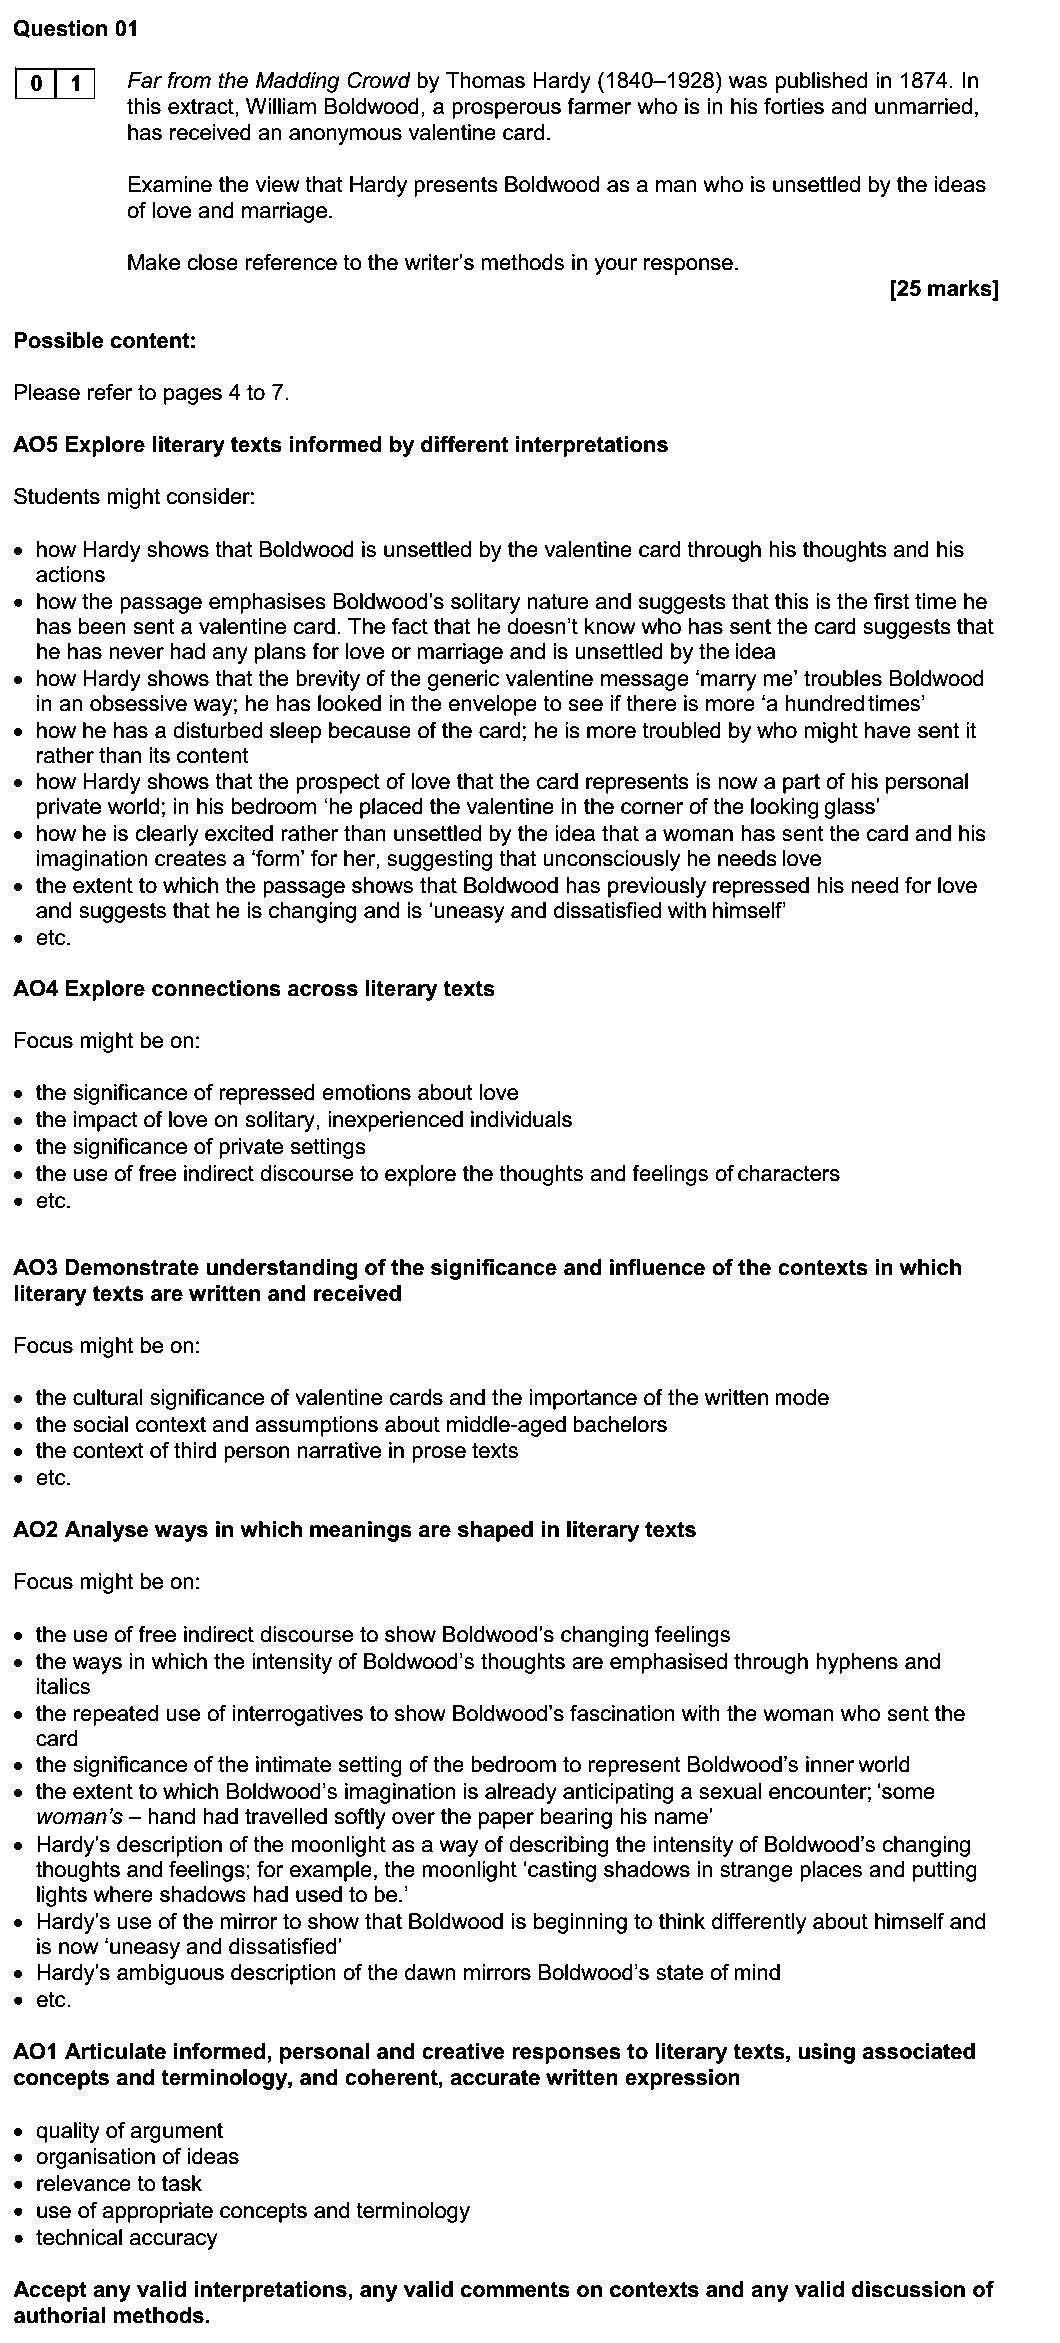 Question 01
0 1 Far from the Madding Crowd by Thomas Hardy (1840–1928) was published in 1874. In
this extract, William Boldwood, a prosperous farmer who is in his forties and unmarried,
has received an anonymous valentine card.
Examine the view that Hardy presents Boldwood as a man who is unsettled by the ideas
of love and marriage.
Make close reference to the writer's methods in your response.
[25 marks]
Possible content:
Please refer to pages 4 to 7.
AO5 Explore literary texts informed by different interpretations
Students might consider:
• how Hardy shows that Boldwood is unsettled by the valentine card through his thoughts and his
actions
• how the passage emphasises Boldwood's solitary nature and suggests that this is the first time he
has been sent a valentine card. The fact that he doesn't know who has sent the card suggests that
he has never had any plans for love or marriage and is unsettled by the idea
• how Hardy shows that the brevity of the generic valentine message 'marry me' troubles Boldwood
in an obsessive way; he has looked in the envelope to see if there is more 'a hundred times'
• how he has a disturbed sleep because of the card; he is more troubled by who might have sent it
rather than its content
• how Hardy shows that the prospect of love that the card represents is now a part of his personal
private world; in his bedroom 'he placed the valentine in the corner of the looking glass'
• how he is clearly excited rather than unsettled by the idea that a woman has sent the card and his
imagination creates a 'form' for her, suggesting that unconsciously he needs love
• the extent to which the passage shows that Boldwood has previously repressed his need for love
and suggests that he is changing and is 'uneasy and dissatisfied with himself'
• etc.
AO4 Explore connections across literary texts
Focus might be on:
• the significance of repressed emotions about love
• the impact of love on solitary, inexperienced individuals
• the significance of private settings
• the use of free indirect discourse to explore the thoughts and feelings of characters
• etc.
AO3 Demonstrate understanding of the significance and influence of the contexts in which
literary texts are written and received
Focus might be on:
• the cultural significance of valentine cards and the importance of the written mode
• the social context and assumptions about middle-aged bachelors
• the context of third person narrative in prose texts
• etc.
AO2 Analyse ways in which meanings are shaped in literary texts
Focus might be on:
• the use of free indirect discourse to show Boldwood's changing feelings
• the ways in which the intensity of Boldwood's thoughts are emphasised through hyphens and
italics
• the repeated use of interrogatives to show Boldwood's fascination with the woman who sent the
card
• the significance of the intimate setting of the bedroom to represent Boldwood's inner world
• the extent to which Boldwood's imagination is already anticipating a sexual encounter; 'some
woman's – hand had travelled softly over the paper bearing his name'
• Hardy's description of the moonlight as a way of describing the intensity of Boldwood's changing
thoughts and feelings; for example, the moonlight 'casting shadows in strange places and putting
lights where shadows had used to be.'
• Hardy's use of the mirror to show that Boldwood is beginning to think differently about himself and
is now 'uneasy and dissatisfied'
• Hardy's ambiguous description of the dawn mirrors Boldwood's state of mind
• etc.
AO1 Articulate informed, personal and creative responses to literary texts, using associated
concepts and terminology, and coherent, accurate written expression
• quality of argument
• organisation of ideas
• relevance to task
• use of appropriate concepts and terminology
• technical accuracy
Accept any valid interpretations, any valid comments on contexts and any valid discussion of
authorial methods.